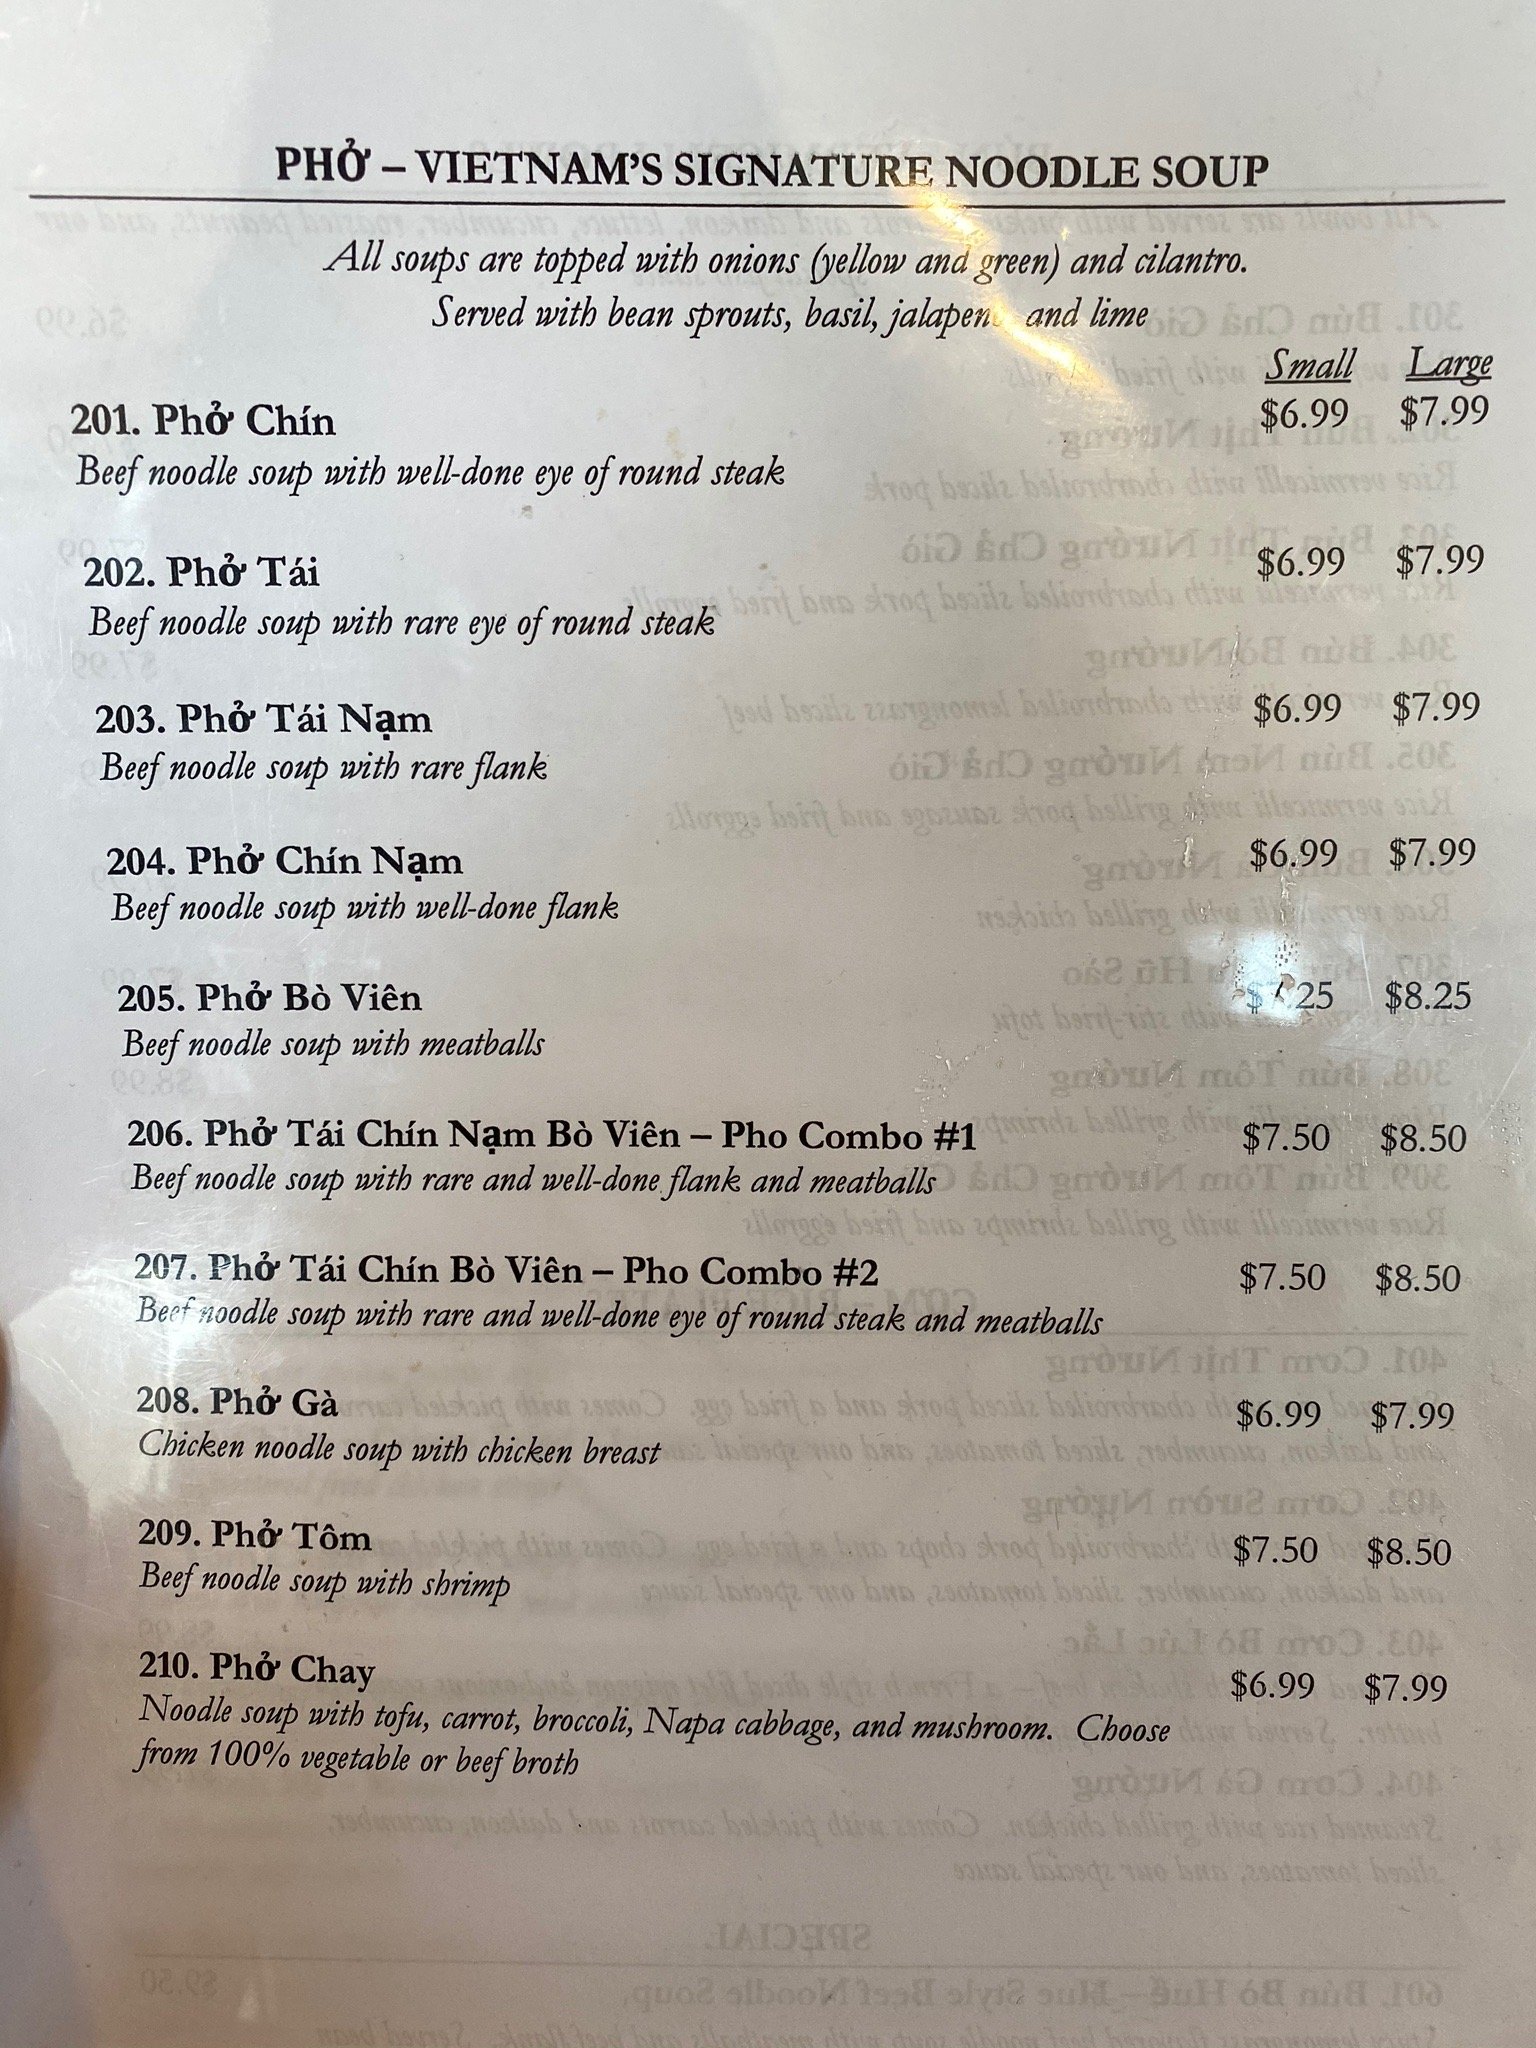 PHỞ – VIETNAM'S SIGNATURE NOODLE SOUP
All soups are topped with onions (yellow and green) and cilantro.
Served with bean sprouts, basil, jalapeno and lime
Small Large
201. Phở Chín $6.99 $7.99
Beef noodle soup with well-done eye of round steak
202. Phở Tái $6.99 $7.99
Beef noodle soup with rare eye of round steak
203. Phở Tái Nạm $6.99 $7.99
Beef noodle soup with rare flank
204. Phở Chín Nạm $6.99 $7.99
Beef noodle soup with well-done flank
205. Phở Bò Viên $7.25 $8.25
Beef noodle soup with meatballs
206. Phở Tái Chín Nạm Bò Viên – Pho Combo #1 $7.50 $8.50
Beef noodle soup with rare and well-done flank and meatballs
207. Phở Tái Chín Bò Viên – Pho Combo #2 $7.50 $8.50
Beef noodle soup with rare and well-done eye of round steak and meatballs
208. Phở Gà $6.99 $7.99
Chicken noodle soup with chicken breast
209. Phở Tôm $7.50 $8.50
Beef noodle soup with shrimp
210. Phở Chay $6.99 $7.99
Noodle soup with tofu, carrot, broccoli, Napa cabbage, and mushroom. Choose
from 100% vegetable or beef broth